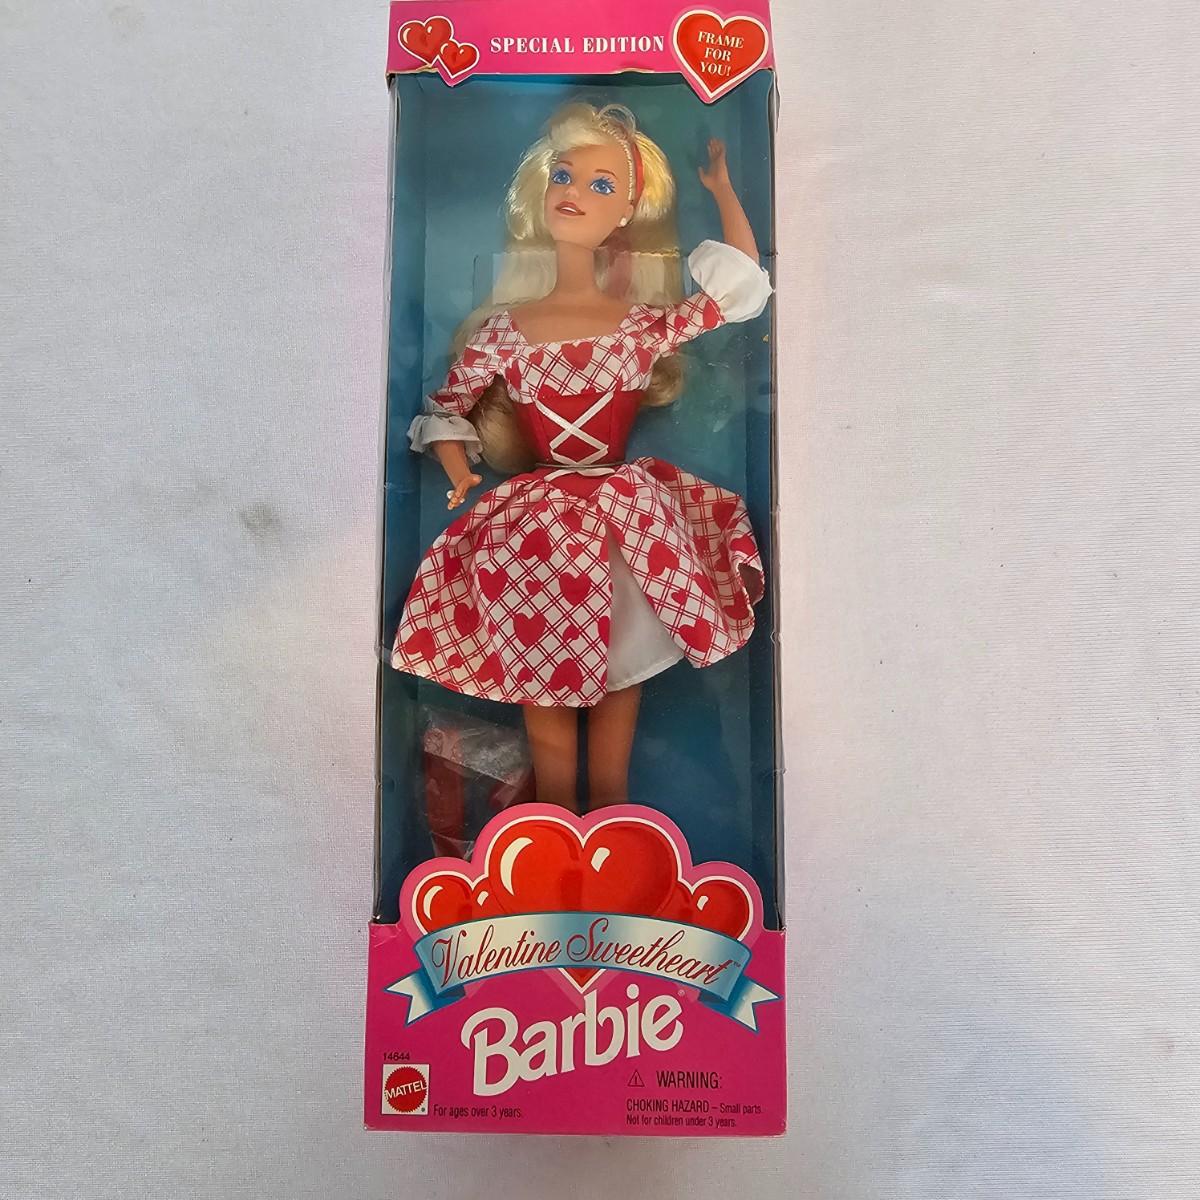 SPECIAL EDITION
FRAME
FOR
YOU!
Valentine Sweetheart™
Barbie®
14644
MATTEL
®
For ages over 3 years.
⚠ WARNING:
CHOKING HAZARD – Small parts.
Not for children under 3 years.